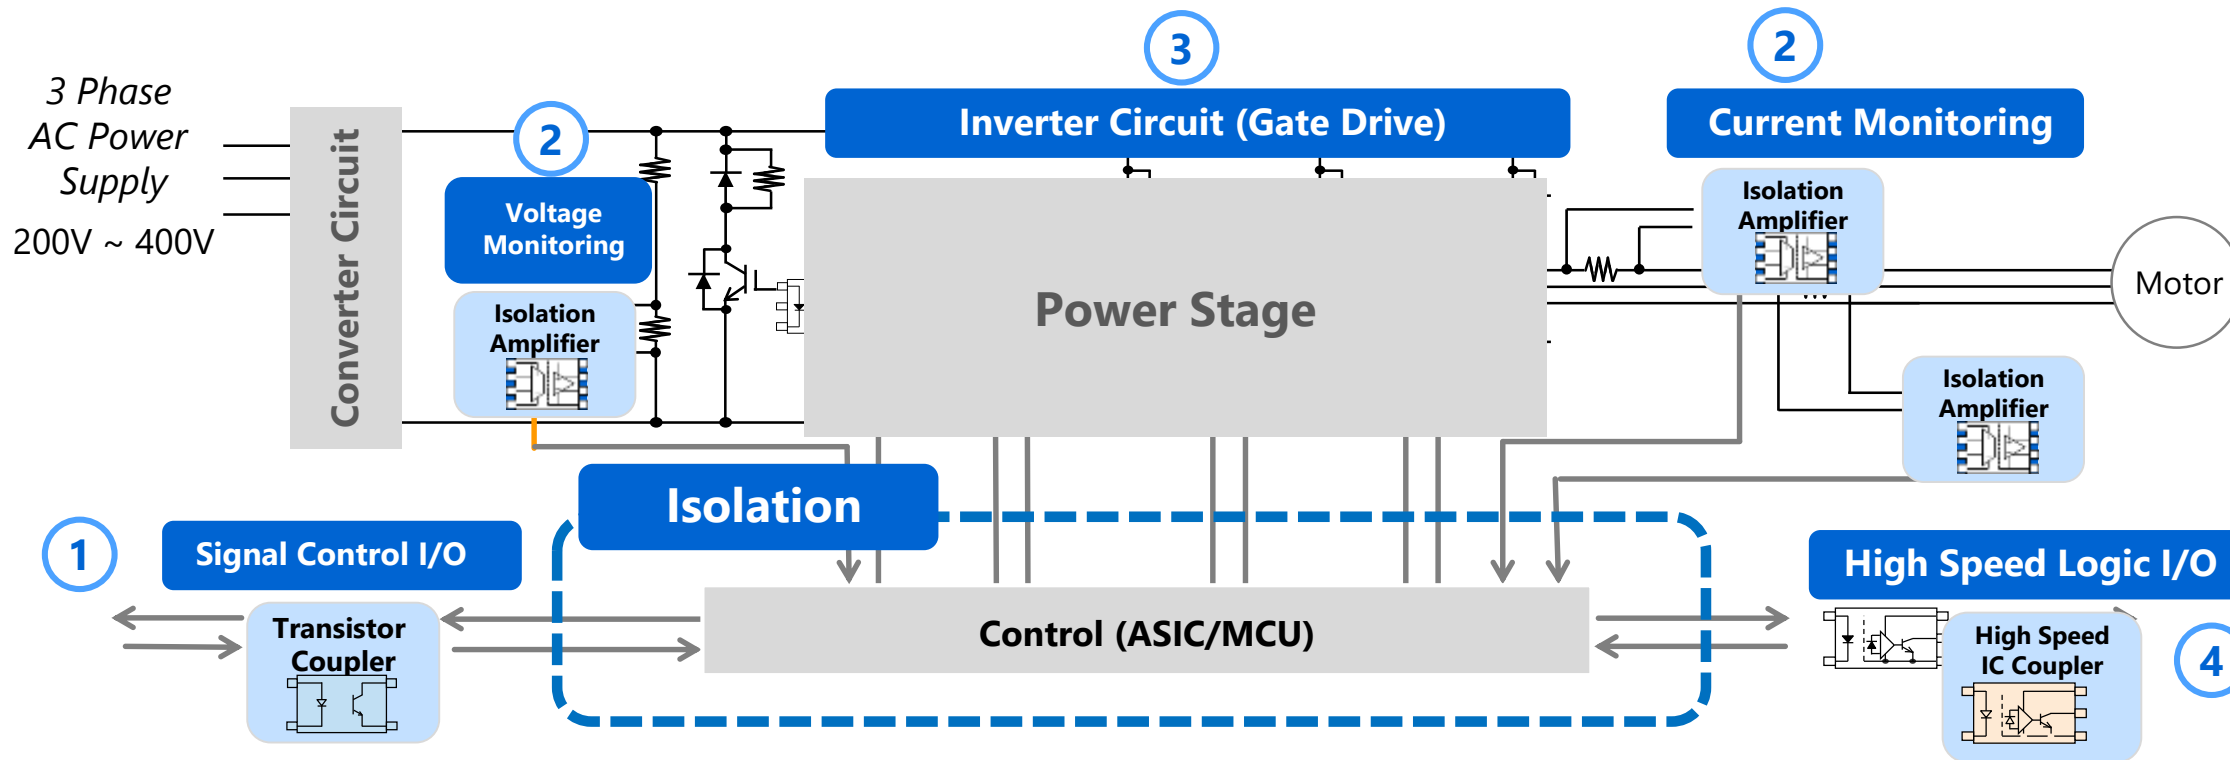 3
2
3 Phase
AC Power
Supply
200V ~ 400V
Converter Circuit
2
Voltage
Monitoring
Isolation
Amplifier
Inverter Circuit (Gate Drive)
Power Stage
Current Monitoring
Isolation
Amplifier
Motor
Isolation
Amplifier
Isolation
1
Signal Control I/O
Transistor
Coupler
Control (ASIC/MCU)
High Speed Logic I/O
High Speed
IC Coupler
4